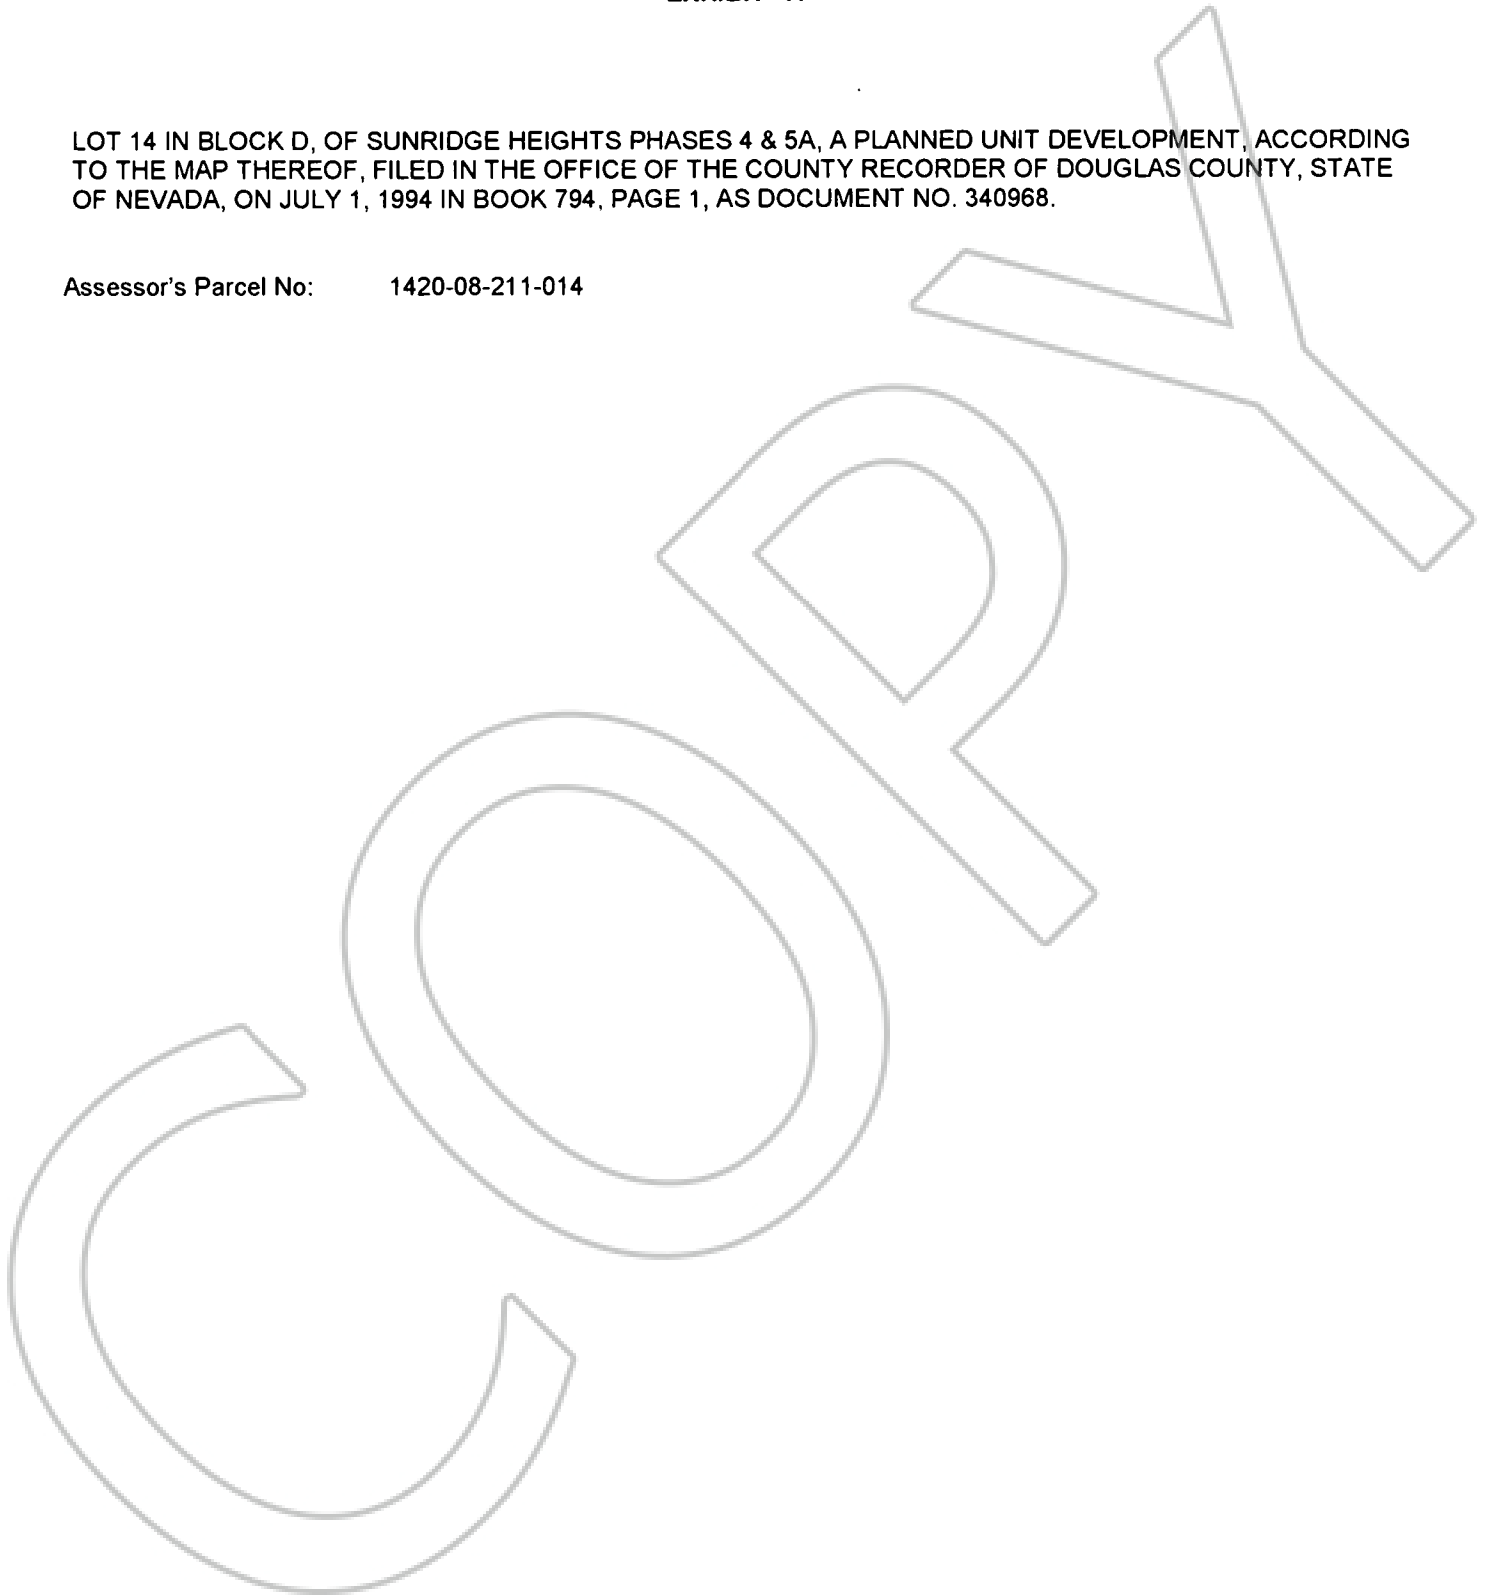 LOT 14 IN BLOCK D, OF SUNRIDGE HEIGHTS PHASES 4 & 5A, A PLANNED UNIT DEVELOPMENT, ACCORDING
TO THE MAP THEREOF, FILED IN THE OFFICE OF THE COUNTY RECORDER OF DOUGLAS COUNTY, STATE
OF NEVADA, ON JULY 1, 1994 IN BOOK 794, PAGE 1, AS DOCUMENT NO. 340968.
Assessor's Parcel No: 1420-08-211-014
COPY